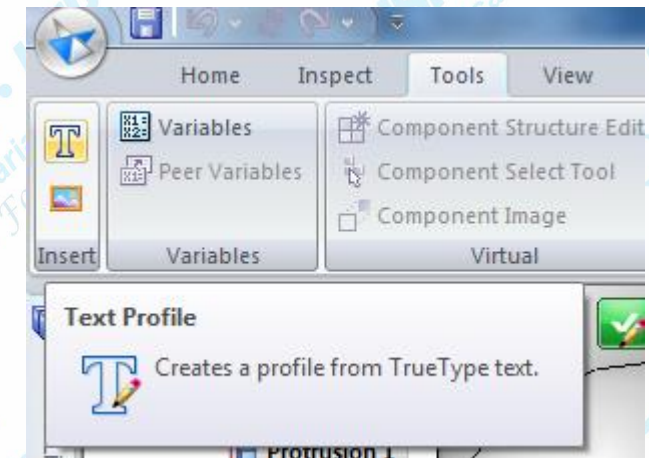 Home Inspect Tools View
Variables Component Structure Edit
Peer Variables Component Select Tool
Component Image
Insert Variables Virtual
Text Profile
Creates a profile from TrueType text.
Protrusion 1